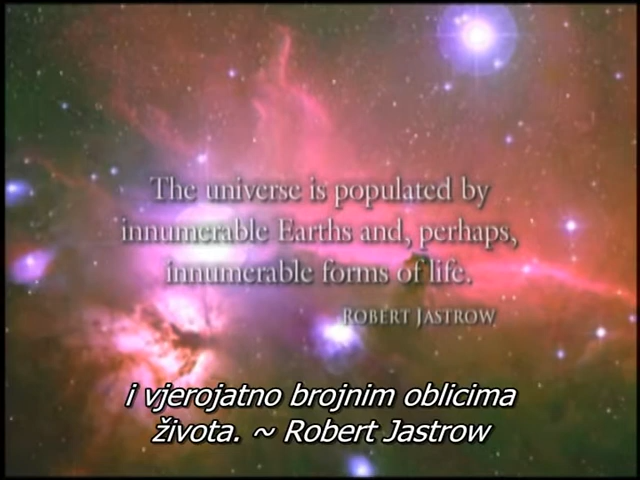 The universe is populated by
innumerable Earths and, perhaps,
innumerable forms of life.
ROBERT JASTROW
i vjerojatno brojnim oblicima
života. ~ Robert Jastrow